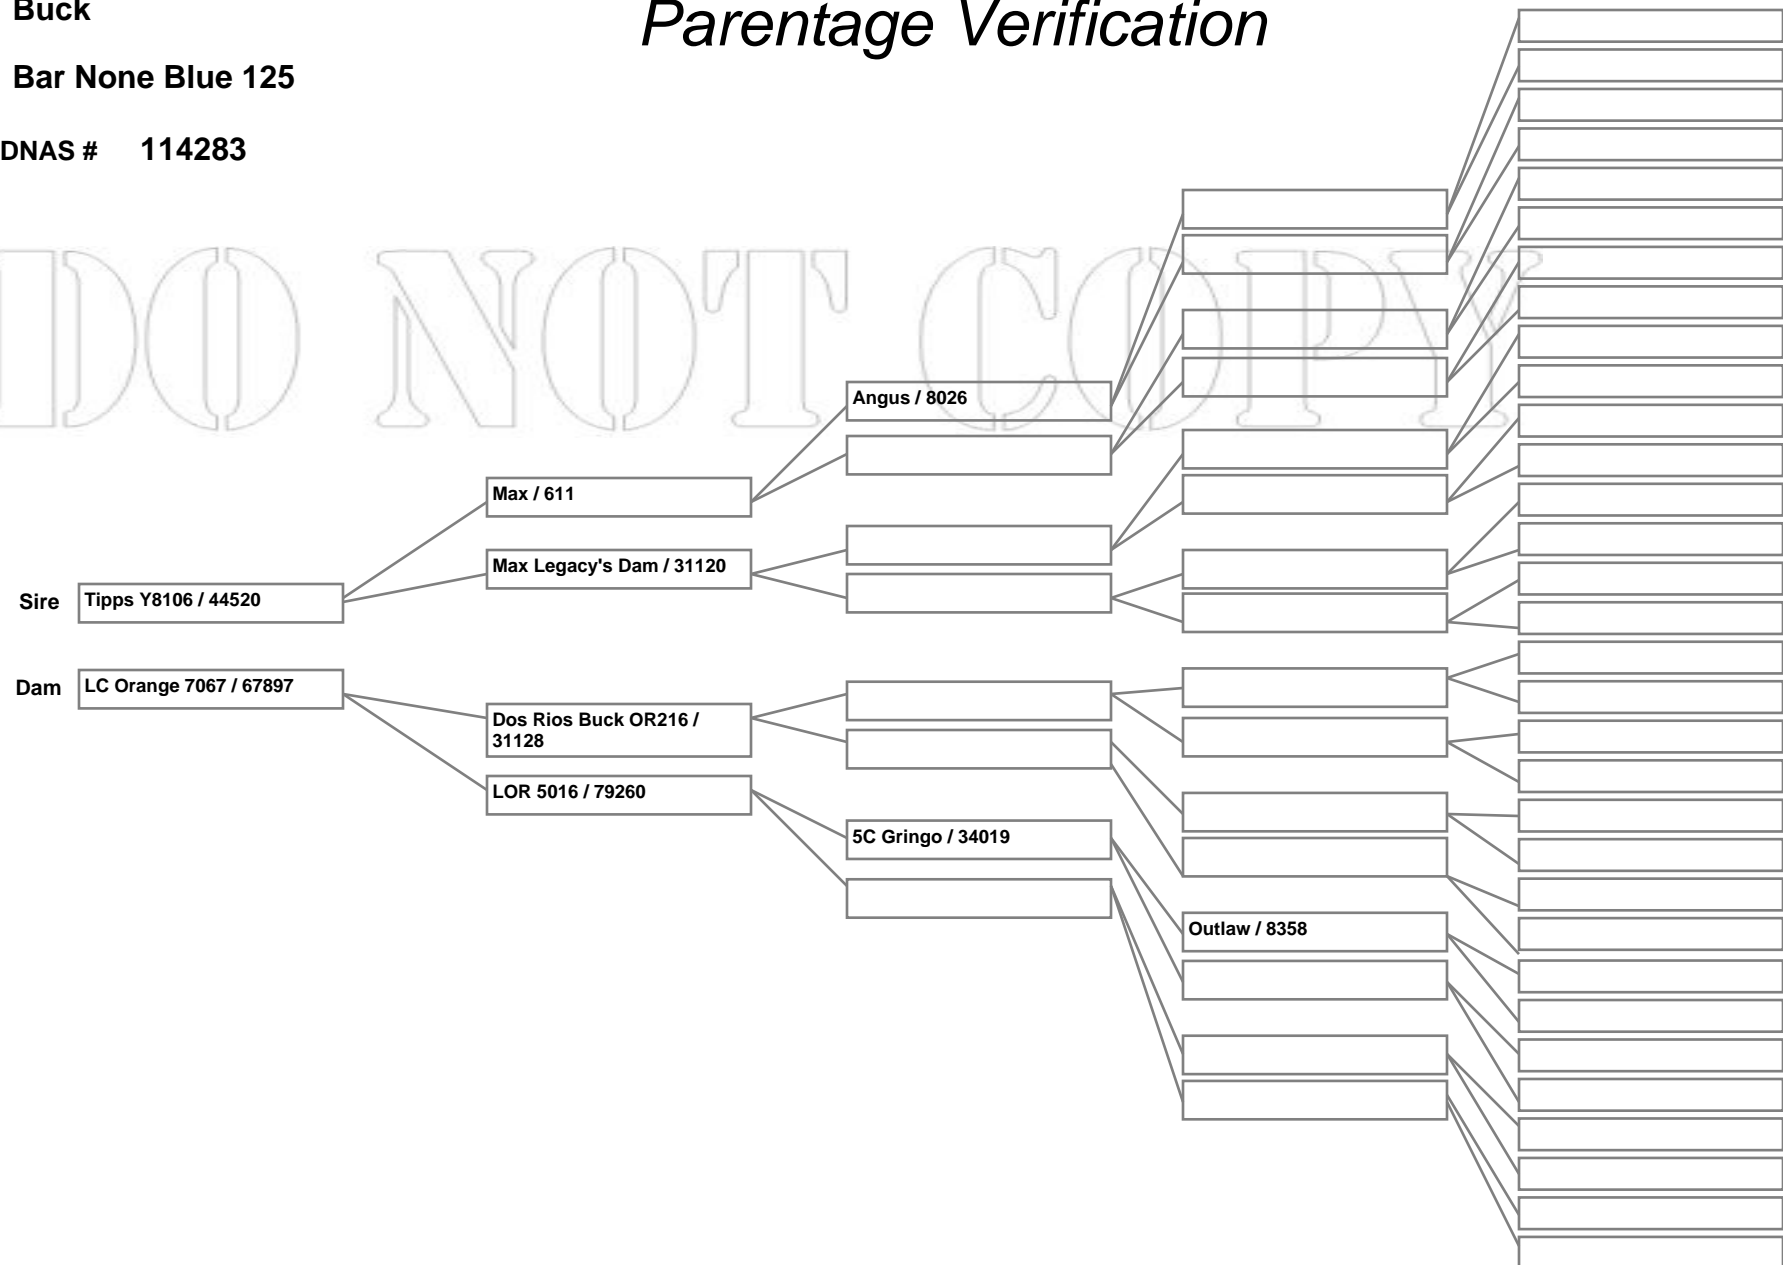 Buck
Parentage Verification
Bar None Blue 125
DNAS # 114283
DO NOT COPY
Angus / 8026
Max / 611
Max Legacy's Dam / 31120
Sire Tipps Y8106 / 44520
Dam LC Orange 7067 / 67897
Dos Rios Buck OR216 /
31128
LOR 5016 / 79260
5C Gringo / 34019
Outlaw / 8358